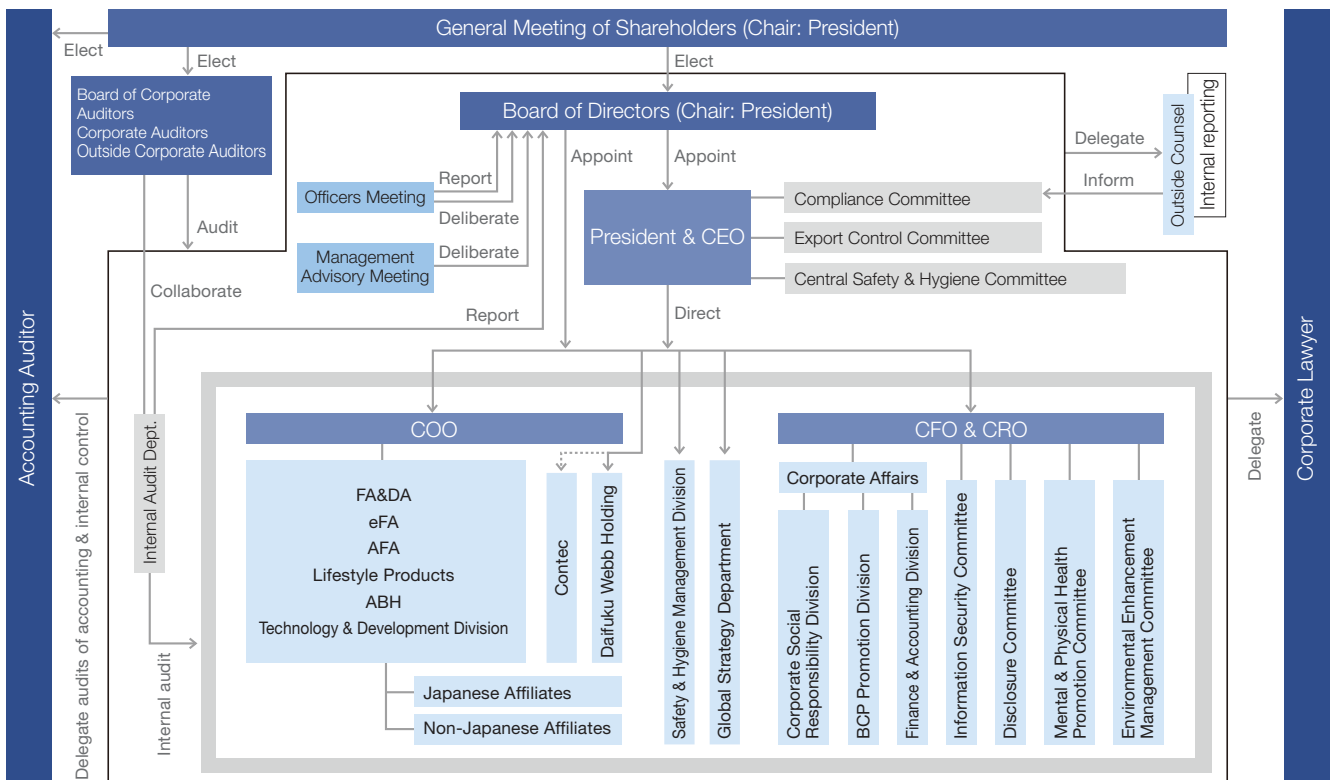 General Meeting of Shareholders (Chair: President)
Elect
Elect
Elect
Board of Corporate
Auditors
Corporate Auditors
Outside Corporate Auditors
Board of Directors (Chair: President)
Internal reporting
Outside Counsel
Delegate
Inform
Appoint
Appoint
Report
Officers Meeting
Deliberate
Management
Advisory Meeting
Deliberate
President & CEO
Compliance Committee
Export Control Committee
Central Safety & Hygiene Committee
Audit
Collaborate
Report
Direct
Accounting Auditor
Corporate Lawyer
Delegate audits of accounting & internal control
Internal Audit Dept.
Internal audit
Delegate
COO
FA&DA
eFA
AFA
Lifestyle Products
ABH
Technology & Development Division
Japanese Affiliates
Non-Japanese Affiliates
Contec
Daifuku Webb Holding
Safety & Hygiene Management Division
Global Strategy Department
CFO & CRO
Corporate Affairs
Corporate Social
Responsibility Division
BCP Promotion Division
Finance & Accounting Division
Information Security Committee
Disclosure Committee
Mental & Physical Health
Promotion Committee
Environmental Enhancement
Management Committee